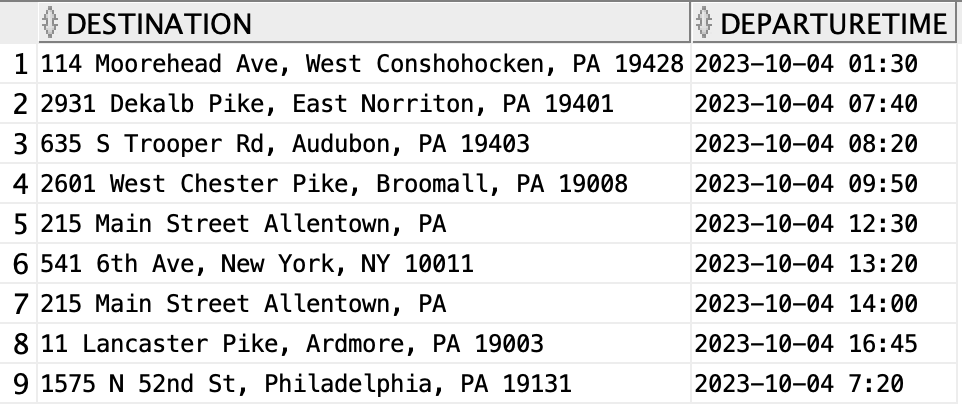 DESTINATION DEPARTURETIME
1 114 Moorehead Ave, West Conshohocken, PA 19428 2023-10-04 01:30
2 2931 Dekalb Pike, East Norriton, PA 19401 2023-10-04 07:40
3 635 S Trooper Rd, Audubon, PA 19403 2023-10-04 08:20
4 2601 West Chester Pike, Broomall, PA 19008 2023-10-04 09:50
5 215 Main Street Allentown, PA 2023-10-04 12:30
6 541 6th Ave, New York, NY 10011 2023-10-04 13:20
7 215 Main Street Allentown, PA 2023-10-04 14:00
8 11 Lancaster Pike, Ardmore, PA 19003 2023-10-04 16:45
9 1575 N 52nd St, Philadelphia, PA 19131 2023-10-04 7:20